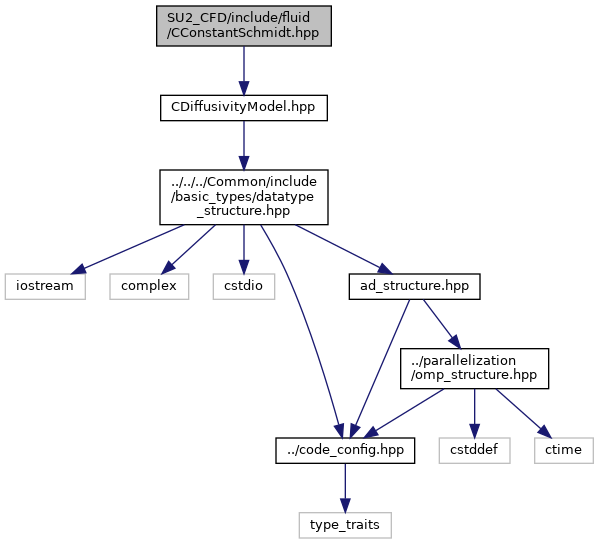 SU2_CFD/include/fluid
/CConstantSchmidt.hpp
CDiffusivityModel.hpp
../../../Common/include
/basic_types/datatype
_structure.hpp
iostream
complex
cstdio
ad_structure.hpp
../parallelization
/omp_structure.hpp
../code_config.hpp
cstddef
ctime
type_traits